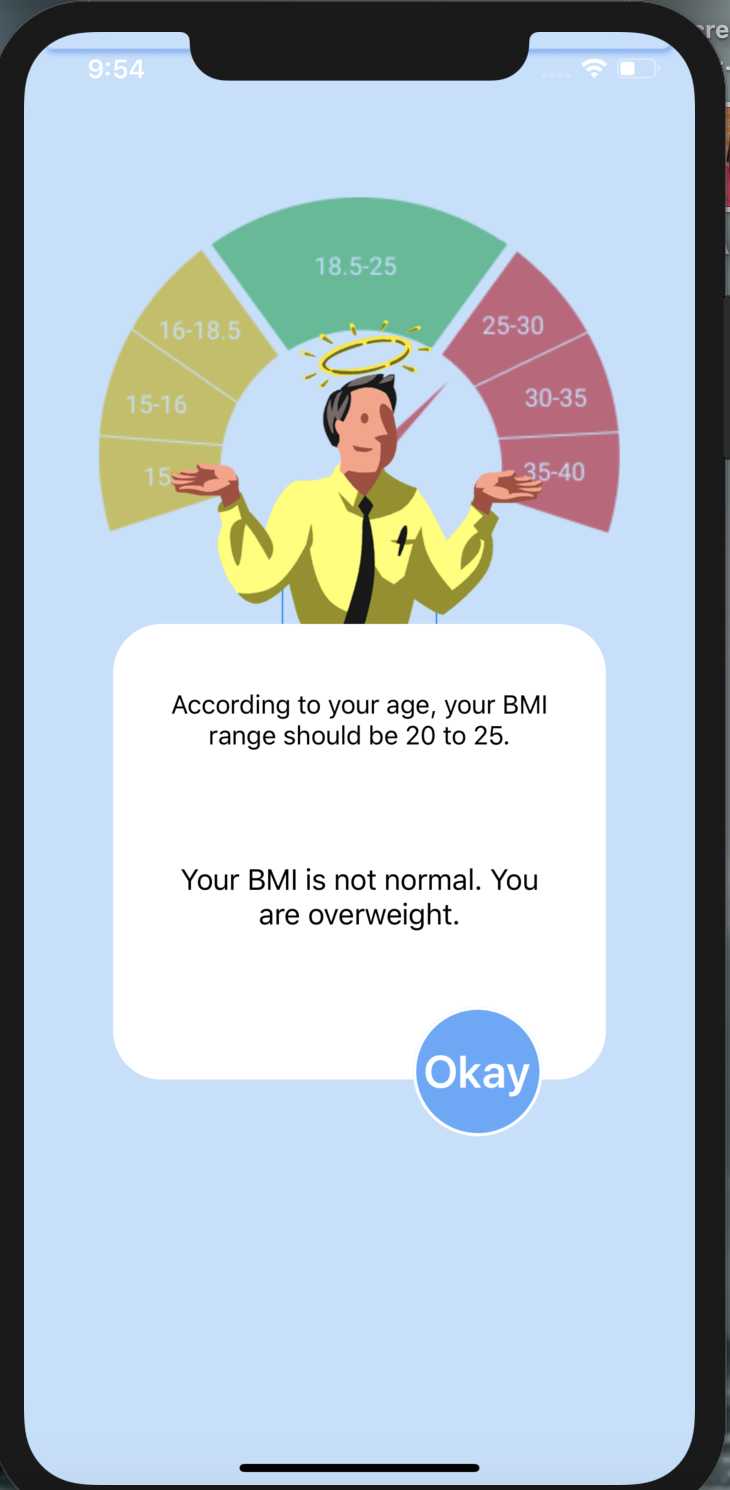 cre
9:54
18.5-25
16-18.5
25-30
15-16
30-35
15
35-40
According to your age, your BMI
range should be 20 to 25.
Your BMI is not normal. You
are overweight.
Okay